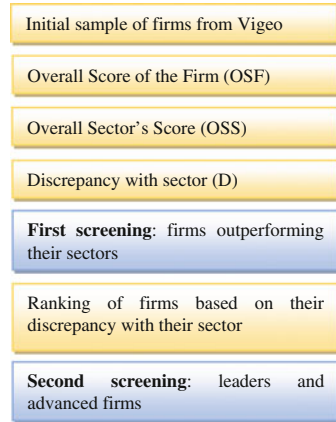 Initial sample of firms from Vigeo
Overall Score of the Firm (OSF)
Overall Sector's Score (OSS)
Discrepancy with sector (D)
First screening: firms outperforming
their sectors
Ranking of firms based on their
discrepancy with their sector
Second screening: leaders and
advanced firms